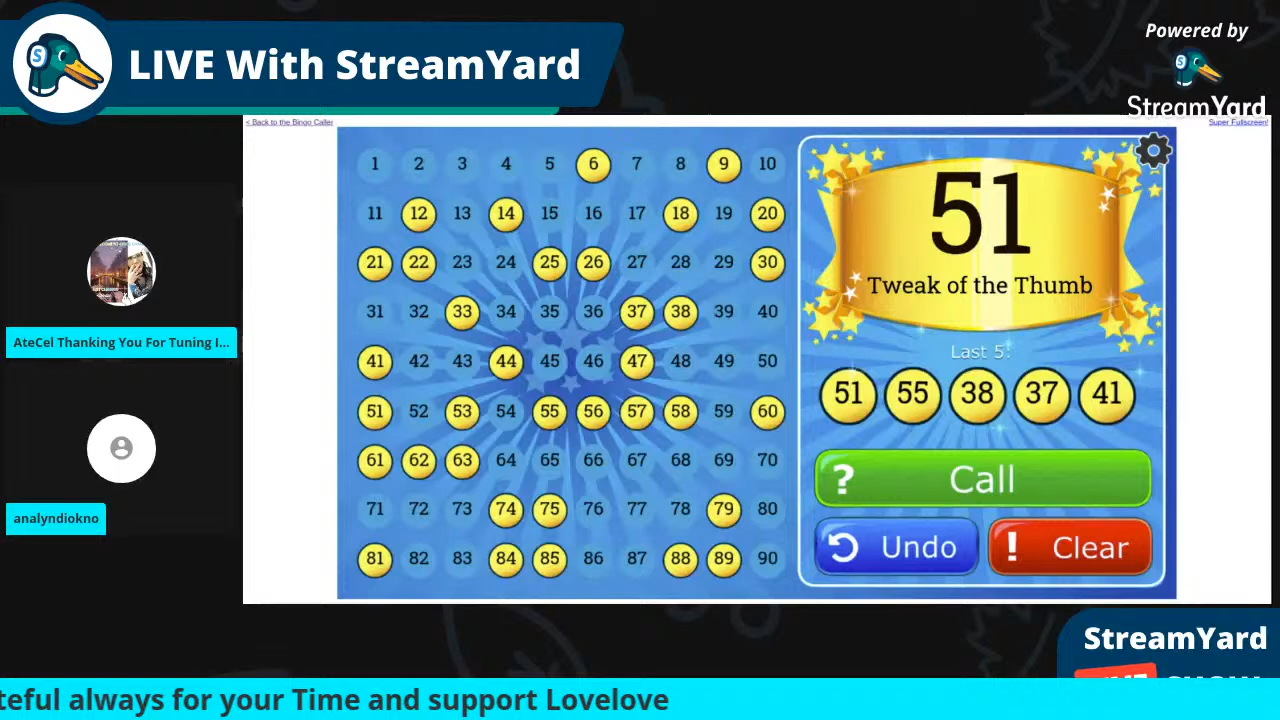 LIVE With StreamYard
Powered by
StreamYard
< Back to the Bingo Caller
Super Fullscreen!
1 2 3 4 5 6 7 8 9 10
11 12 13 14 15 16 17 18 19 20
21 22 23 24 25 26 27 28 29 30
31 32 33 34 35 36 37 38 39 40
41 42 43 44 45 46 47 48 49 50
51 52 53 54 55 56 57 58 59 60
61 62 63 64 65 66 67 68 69 70
71 72 73 74 75 76 77 78 79 80
81 82 83 84 85 86 87 88 89 90
51
Tweak of the Thumb
Last 5:
51 55 38 37 41
? Call
Undo
! Clear
AteCel Thanking You For Tuning I...
analyndiokno
StreamYard
teful always for your Time and support Lovelove